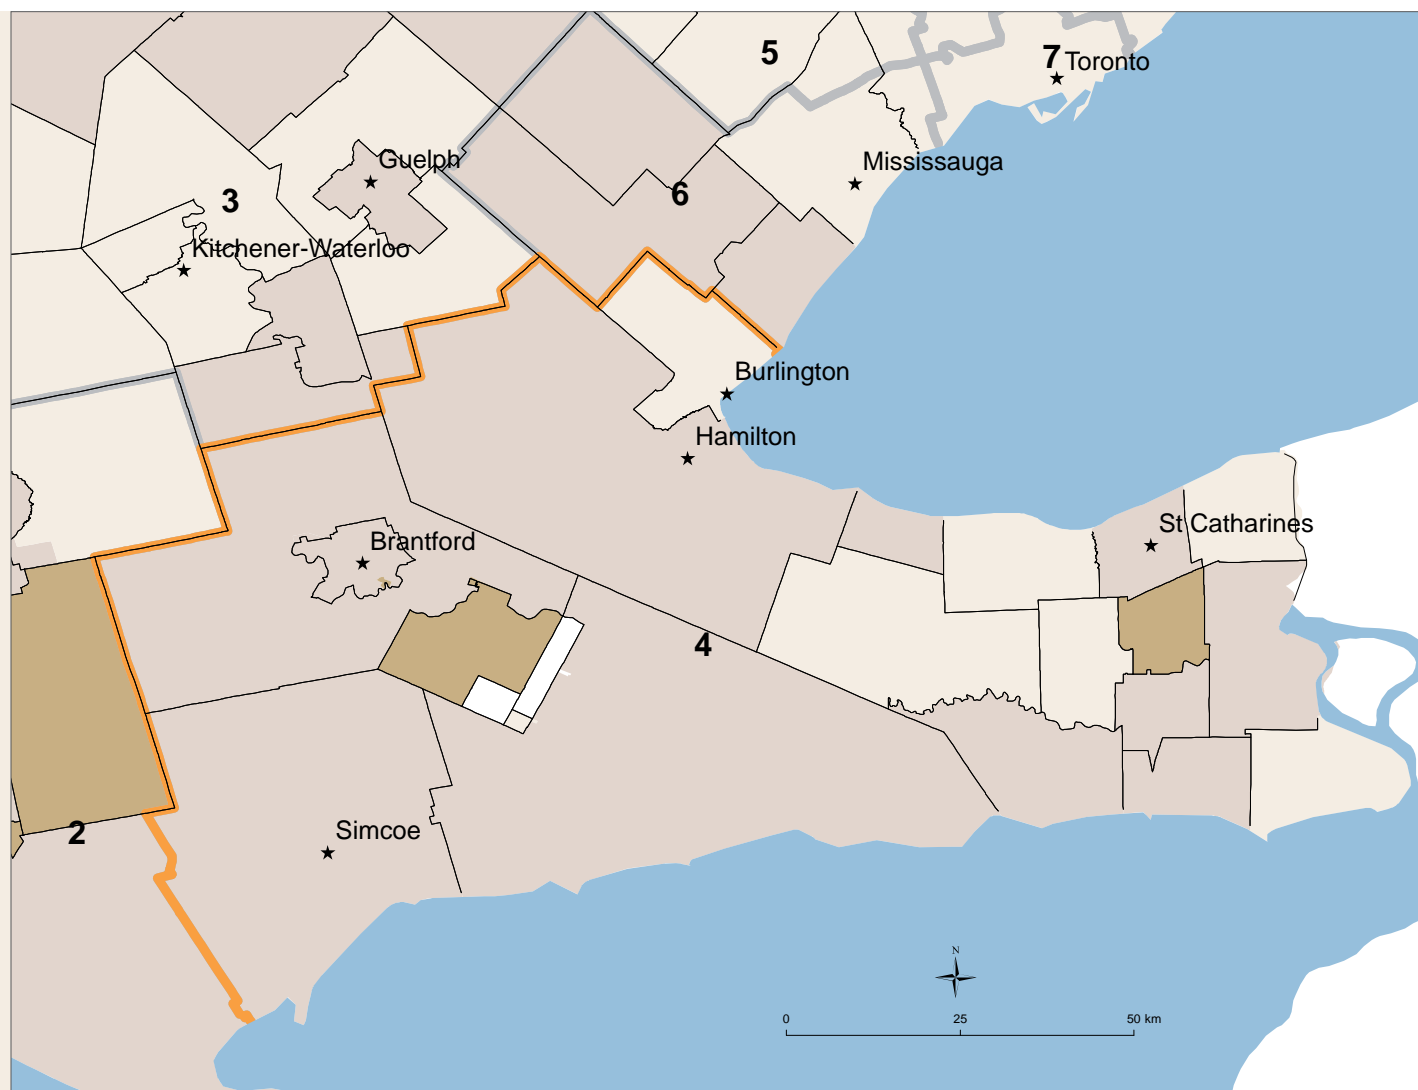 5
7
Toronto
Mississauga
Guelph
6
3
Kitchener-Waterloo
Burlington
Hamilton
St Catharines
Brantford
4
2
Simcoe
N
0 25 50 km